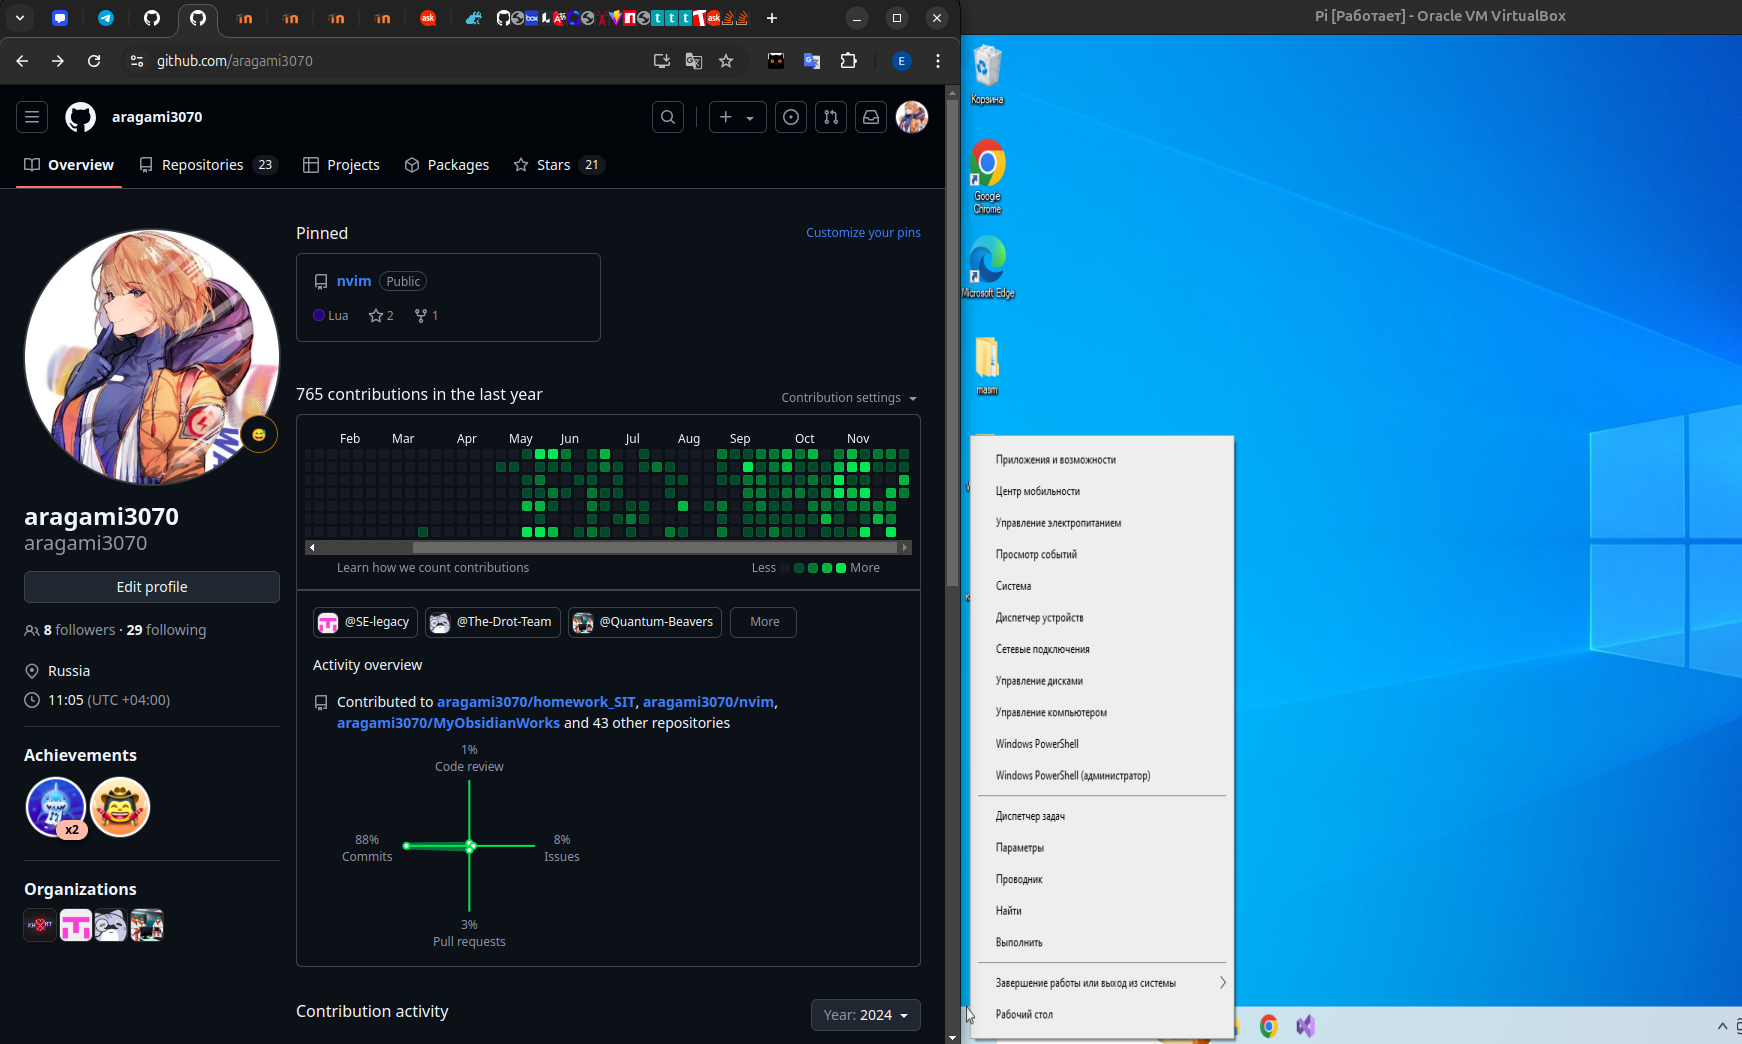 github.com/aragami3070
E
aragami3070
Overview
Repositories 23
Projects
Packages
Stars 21
Pinned
Customize your pins
nvim Public
Lua 2 1
765 contributions in the last year
Contribution settings
Feb Mar Apr May Jun Jul Aug Sep Oct Nov
Learn how we count contributions
Less More
@SE-legacy @The-Drot-Team @Quantum-Beavers More
Activity overview
Contributed to aragami3070/homework_SIT, aragami3070/nvim,
aragami3070/MyObsidianWorks and 43 other repositories
1%
Code review
88%
Commits
8%
Issues
3%
Pull requests
Contribution activity
Year: 2024
aragami3070
aragami3070
Edit profile
8 followers · 29 following
Russia
11:05 (UTC +04:00)
Achievements
x2
Organizations
Pi [Работает] - Oracle VM VirtualBox
Корзина
Google
Chrome
Microsoft Edge
masm
Приложения и возможности
Центр мобильности
Управление электропитанием
Просмотр событий
Система
Диспетчер устройств
Сетевые подключения
Управление дисками
Управление компьютером
Windows PowerShell
Windows PowerShell (администратор)
Диспетчер задач
Параметры
Проводник
Найти
Выполнить
Завершение работы или выход из системы
Рабочий стол